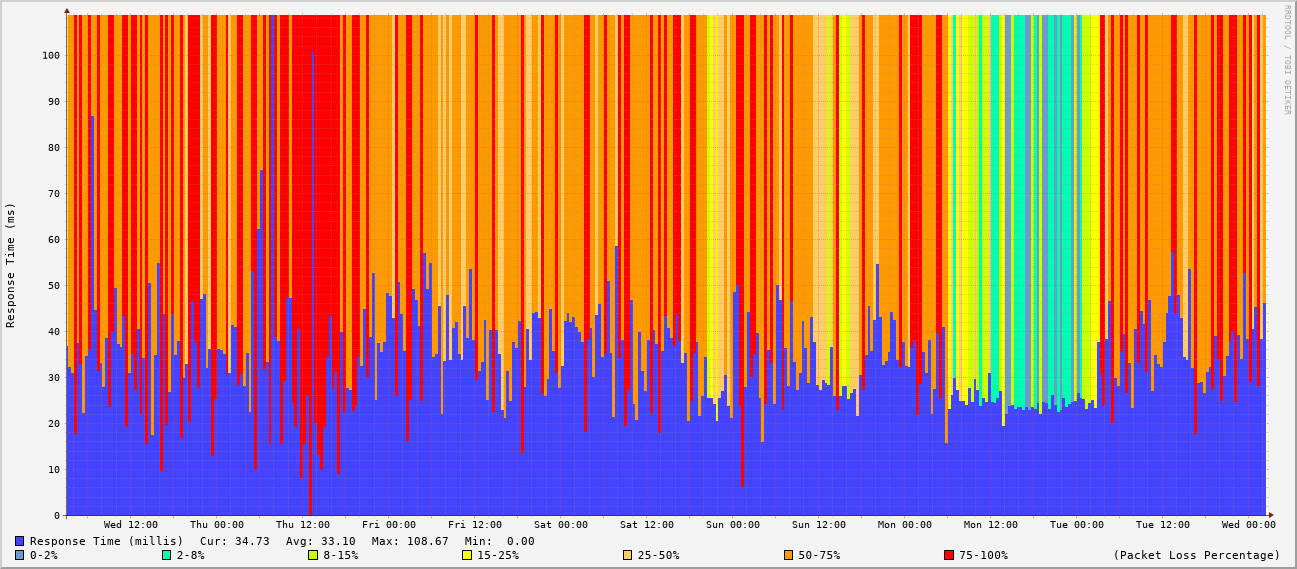 RRDTOOL / TOBI OETIKER
Response Time (ms)
100
90
80
70
60
50
40
30
20
10
0
Wed 12:00 Thu 00:00 Thu 12:00 Fri 00:00 Fri 12:00 Sat 00:00 Sat 12:00 Sun 00:00 Sun 12:00 Mon 00:00 Mon 12:00 Tue 00:00 Tue 12:00 Wed 00:00
Response Time (millis) Cur: 34.73 Avg: 33.10 Max: 108.67 Min: 0.00
0-2% 2-8% 8-15% 15-25% 25-50% 50-75% 75-100% (Packet Loss Percentage)